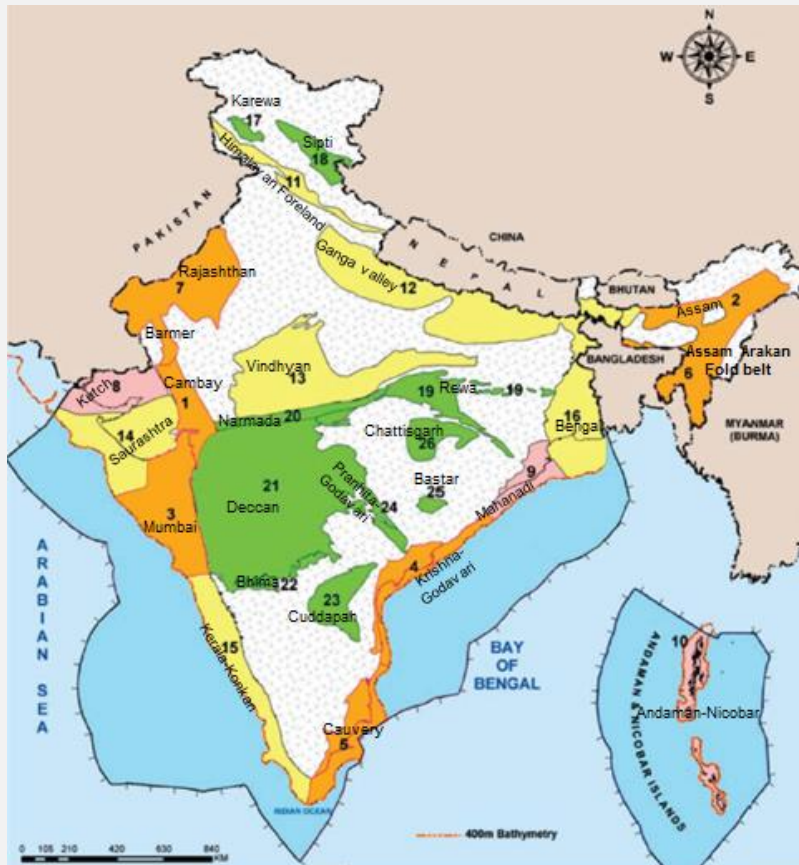 N
W E
S
Karewa
17
Sipti
18
Himalayan Foreland
11
PAKISTAN
CHINA
NEPAL
Ganga valley
12
Rajashthan
7
BHUTAN
Assam
2
Barmer
BANGLADESH
Assam Arakan
Fold belt
6
Vindhyan
13
Kutch
8
Cambay
1
MYANMAR
(BURMA)
Narmada
20
19
Rewa
19
16
Bengal
14
Saurashtra
Chattisgarh
26
21
Deccan
Pranhita-
Godavari
24
Bastar
25
9
Mahanadi
3
Mumbai
4
Krishna-
Godavari
Bhima
22
23
Cuddapah
ARABIAN SEA
15
Kerala-Konkan
BAY
OF
BENGAL
Cauvery
5
10
Andaman-Nicobar
ANDAMAN & NICOBAR ISLANDS
INDIAN OCEAN
400m Bathymetry
0 105 210 420 630 840
KM